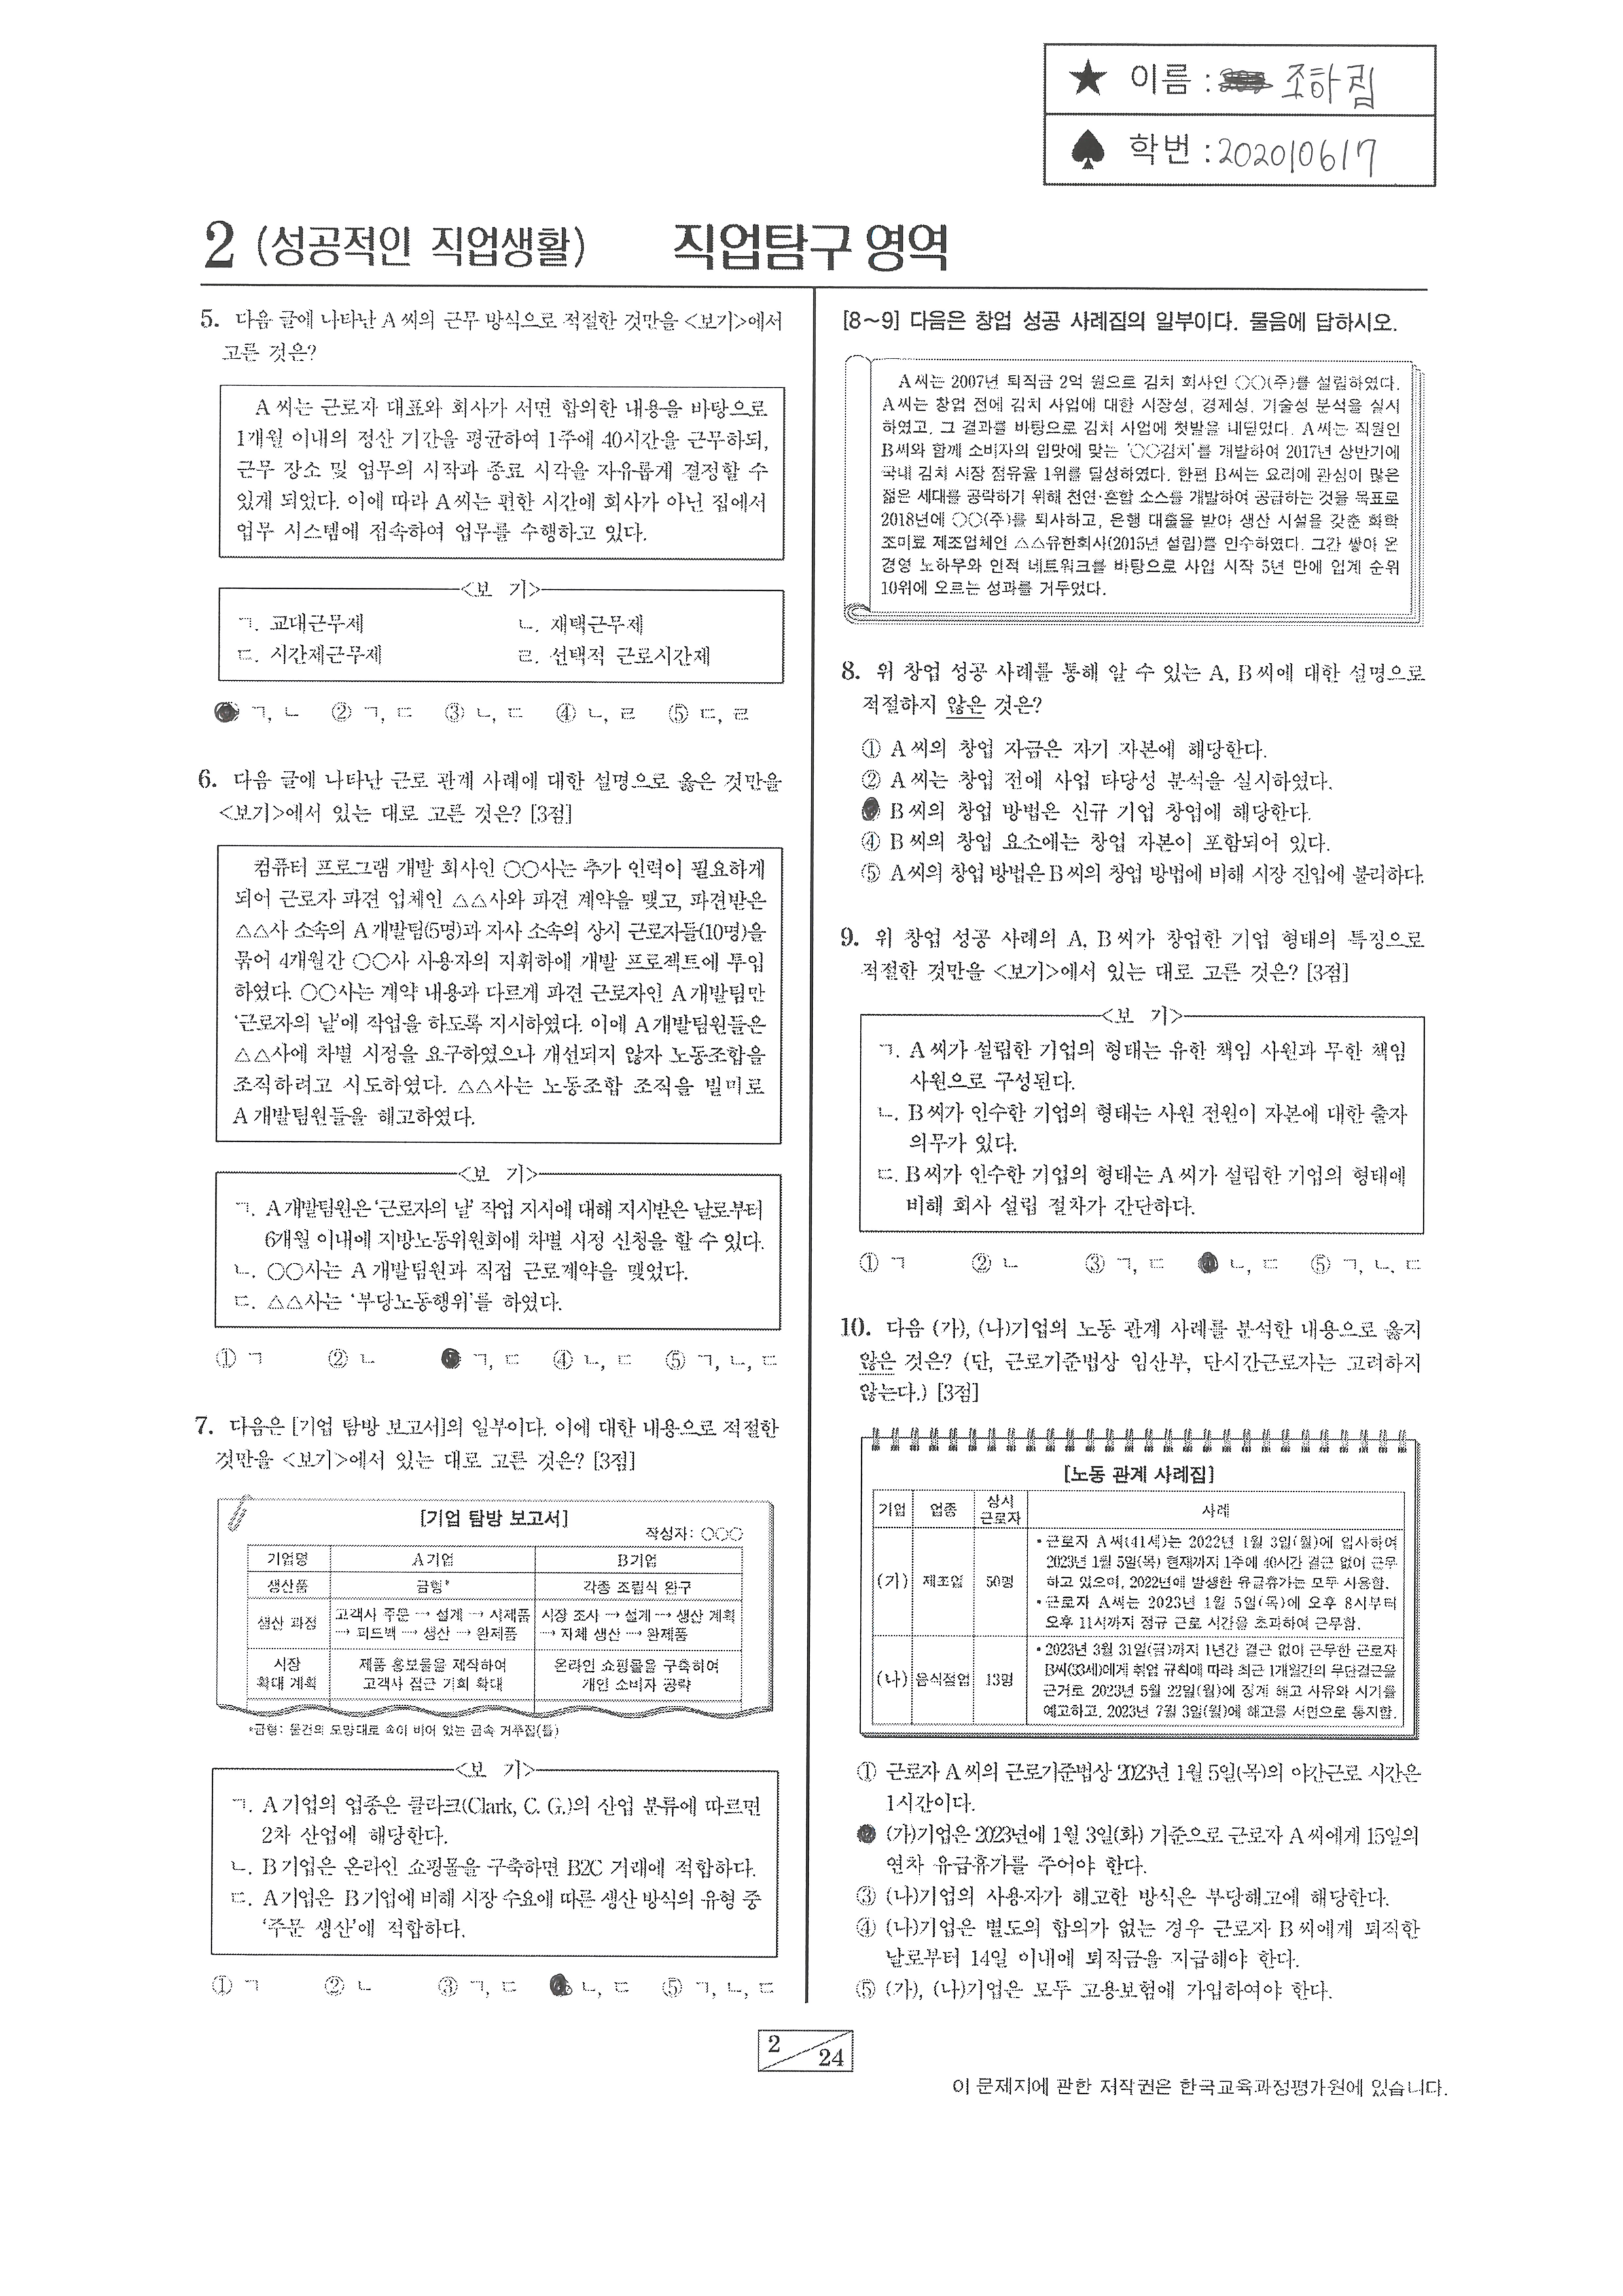 ★ 이름 : 조하림
♠ 학번 : 202010617
2 (성공적인 직업생활) 직업탐구 영역
5. 다음 글에 나타난 A 씨의 근무 방식으로 적절한 것만을 <보기>에서
고른 것은?
A 씨는 근로자 대표와 회사가 서면 합의한 내용을 바탕으로
1개월 이내의 정산 기간을 평균하여 1주에 40시간을 근무하되,
근무 장소 및 업무의 시작과 종료 시각을 자유롭게 결정할 수
있게 되었다. 이에 따라 A 씨는 편한 시간에 회사가 아닌 집에서
업무 시스템에 접속하여 업무를 수행하고 있다.
<보 기>
ㄱ. 교대근무제 ㄴ. 재택근무제
ㄷ. 시간제근무제 ㄹ. 선택적 근로시간제
ㄱ, ㄴ ② ㄱ, ㄷ ③ ㄴ, ㄷ ④ ㄴ, ㄹ ⑤ ㄷ, ㄹ
6. 다음 글에 나타난 근로 관계 사례에 대한 설명으로 옳은 것만을
<보기>에서 있는 대로 고른 것은? [3점]
컴퓨터 프로그램 개발 회사인 ○○사는 추가 인력이 필요하게
되어 근로자 파견 업체인 △△사와 파견 계약을 맺고, 파견받은
△△사 소속의 A 개발팀(5명)과 자사 소속의 상시 근로자들(10명)을
묶어 4개월간 ○○사 사용자의 지휘하에 개발 프로젝트에 투입
하였다. ○○사는 계약 내용과 다르게 파견 근로자인 A 개발팀만
‘근로자의 날’에 작업을 하도록 지시하였다. 이에 A 개발팀원들은
△△사에 차별 시정을 요구하였으나 개선되지 않자 노동조합을
조직하려고 시도하였다. △△사는 노동조합 조직을 빌미로
A 개발팀원들을 해고하였다.
<보 기>
ㄱ. A 개발팀원은 ‘근로자의 날’ 작업 지시에 대해 지시받은 날로부터
6개월 이내에 지방노동위원회에 차별 시정 신청을 할 수 있다.
ㄴ. ○○사는 A 개발팀원과 직접 근로계약을 맺었다.
ㄷ. △△사는 ‘부당노동행위’를 하였다.
① ㄱ ② ㄴ ㄱ, ㄷ ④ ㄴ, ㄷ ⑤ ㄱ, ㄴ, ㄷ
7. 다음은 [기업 탐방 보고서]의 일부이다. 이에 대한 내용으로 적절한
것만을 <보기>에서 있는 대로 고른 것은? [3점]
[기업 탐방 보고서]
작성자: ○○○
기업명 A 기업 B 기업
생산품 금형* 각종 조립식 완구
생산 과정 고객사 주문 → 설계 → 시제품 → 피드백 → 생산 → 완제품 시장 조사 → 설계 → 생산 계획 → 자체 생산 → 완제품
시장 확대 계획 제품 홍보물을 제작하여 고객사 접근 기회 확대 온라인 쇼핑몰을 구축하여 개인 소비자 공략
*금형: 물건의 모양대로 속이 비어 있는 금속 거푸집(틀)
<보 기>
ㄱ. A 기업의 업종은 클라크(Clark, C. G.)의 산업 분류에 따르면
2차 산업에 해당한다.
ㄴ. B 기업은 온라인 쇼핑몰을 구축하면 B2C 거래에 적합하다.
ㄷ. A 기업은 B 기업에 비해 시장 수요에 따른 생산 방식의 유형 중
‘주문 생산’에 적합하다.
① ㄱ ② ㄴ ③ ㄱ, ㄷ ㄴ, ㄷ ⑤ ㄱ, ㄴ, ㄷ
[8~9] 다음은 창업 성공 사례집의 일부이다. 물음에 답하시오.
A 씨는 2007년 퇴직금 2억 원으로 김치 회사인 ○○(주)를 설립하였다.
A 씨는 창업 전에 김치 사업에 대한 시장성, 경제성, 기술성 분석을 실시
하였고, 그 결과를 바탕으로 김치 사업에 첫발을 내딛었다. A 씨는 직원인
B 씨와 함께 소비자의 입맛에 맞는 ‘○○김치’를 개발하여 2017년 상반기에
국내 김치 시장 점유율 1위를 달성하였다. 한편 B 씨는 요리에 관심이 많은
젊은 세대를 공략하기 위해 천연·혼합 소스를 개발하여 공급하는 것을 목표로
2018년에 ○○(주)를 퇴사하고, 은행 대출을 받아 생산 시설을 갖춘 화학
조미료 제조업체인 △△유한회사(2015년 설립)를 인수하였다. 그간 쌓아 온
경영 노하우와 인적 네트워크를 바탕으로 사업 시작 5년 만에 업계 순위
10위에 오르는 성과를 거두었다.
8. 위 창업 성공 사례를 통해 알 수 있는 A, B 씨에 대한 설명으로
적절하지 않은 것은?
① A 씨의 창업 자금은 자기 자본에 해당한다.
② A 씨는 창업 전에 사업 타당성 분석을 실시하였다.
B 씨의 창업 방법은 신규 기업 창업에 해당한다.
④ B 씨의 창업 요소에는 창업 자본이 포함되어 있다.
⑤ A 씨의 창업 방법은 B 씨의 창업 방법에 비해 시장 진입에 불리하다.
9. 위 창업 성공 사례의 A, B 씨가 창업한 기업 형태의 특징으로
적절한 것만을 <보기>에서 있는 대로 고른 것은? [3점]
<보 기>
ㄱ. A 씨가 설립한 기업의 형태는 유한 책임 사원과 무한 책임
사원으로 구성된다.
ㄴ. B 씨가 인수한 기업의 형태는 사원 전원이 자본에 대한 출자
의무가 있다.
ㄷ. B 씨가 인수한 기업의 형태는 A 씨가 설립한 기업의 형태에
비해 회사 설립 절차가 간단하다.
① ㄱ ② ㄴ ③ ㄱ, ㄷ ㄴ, ㄷ ⑤ ㄱ, ㄴ, ㄷ
10. 다음 (가), (나)기업의 노동 관계 사례를 분석한 내용으로 옳지
않은 것은? (단, 근로기준법상 임산부, 단시간근로자는 고려하지
않는다.) [3점]
[노동 관계 사례집]
기업 업종 상시 근로자 사례
(가) 제조업 50명
• 근로자 A 씨(41세)는 2022년 1월 3일(월)에 입사하여
2023년 1월 5일(목) 현재까지 1주에 40시간 결근 없이 근무
하고 있으며, 2022년에 발생한 유급휴가는 모두 사용함.
• 근로자 A 씨는 2023년 1월 5일(목)에 오후 8시부터
오후 11시까지 정규 근로 시간을 초과하여 근무함.
(나) 음식점업 13명
• 2023년 3월 31일(금)까지 1년간 결근 없이 근무한 근로자
B 씨(33세)에게 취업 규칙에 따라 최근 1개월간의 무단결근을
근거로 2023년 5월 22일(월)에 징계 해고 사유와 시기를
예고하고, 2023년 7월 3일(월)에 해고를 서면으로 통지함.
① 근로자 A 씨의 근로기준법상 2023년 1월 5일(목)의 야간근로 시간은
1시간이다.
(가)기업은 2023년에 1월 3일(화) 기준으로 근로자 A 씨에게 15일의
연차 유급휴가를 주어야 한다.
③ (나)기업의 사용자가 해고한 방식은 부당해고에 해당한다.
④ (나)기업은 별도의 합의가 없는 경우 근로자 B 씨에게 퇴직한
날로부터 14일 이내에 퇴직금을 지급해야 한다.
⑤ (가), (나)기업은 모두 고용보험에 가입하여야 한다.
2 / 24
이 문제지에 관한 저작권은 한국교육과정평가원에 있습니다.